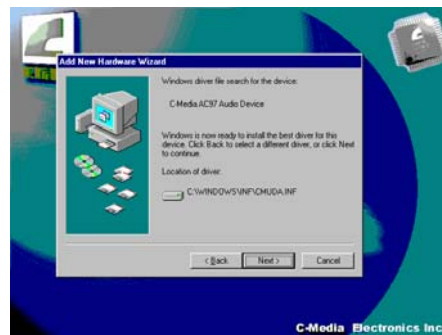 Add New Hardware Wizard
Windows driver file search for the device:
C-Media AC97 Audio Device
Windows is now ready to install the best driver for this
device. Click Back to select a different driver, or click Next
to continue.
Location of driver:
C:\WINDOWS\INF\CMUDA.INF
< Back
Next >
Cancel
C-Media Electronics Inc